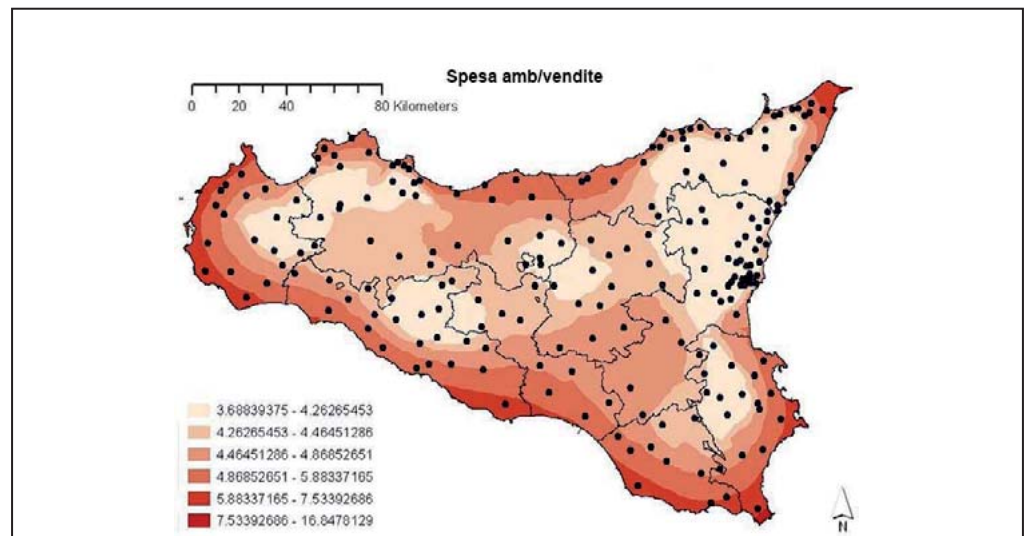 Spesa amb/vendite
0 20 40 80 Kilometers
3.68839375 - 4.26265453
4.26265453 - 4.46451286
4.46451286 - 4.86852651
4.86852651 - 5.88337165
5.88337165 - 7.53392686
7.53392686 - 16.8478129
N